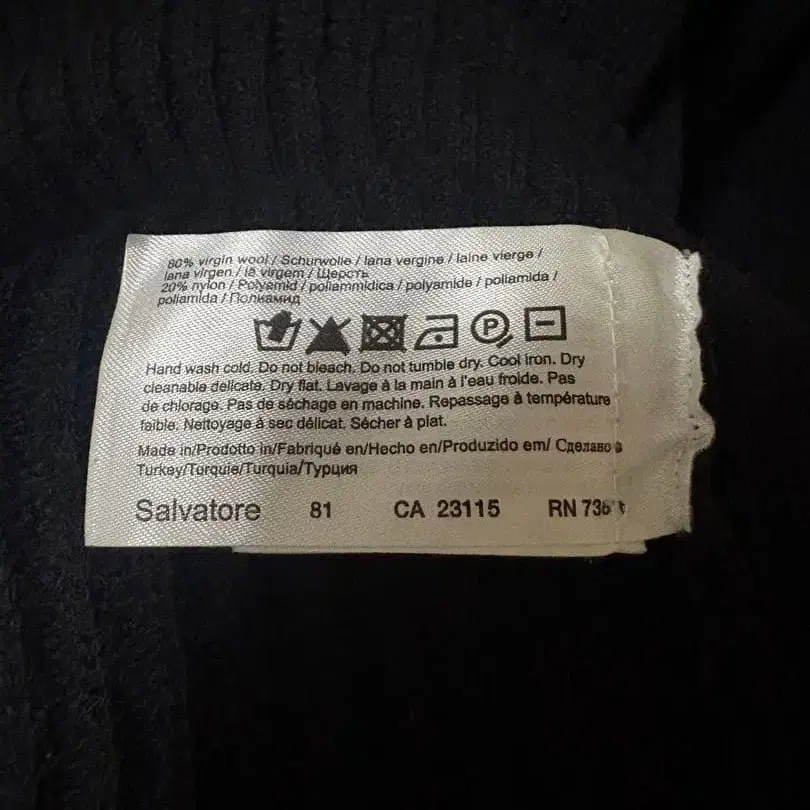 80% virgin wool / Schurwolle / lana vergine / laine vierge /
lana virgen / lã virgem / Шерсть
20% nylon / Polyamid / poliammidica / polyamide / poliamida /
poliamida / Полиамид
P
Hand wash cold. Do not bleach. Do not tumble dry. Cool iron. Dry
cleanable delicate. Dry flat. Lavage à la main à l'eau froide. Pas
de chlorage. Pas de séchage en machine. Repassage à température
faible. Nettoyage à sec délicat. Sécher à plat.
Made in/Prodotto in/Fabriqué en/Hecho en/Produzido em/ Сделано в
Turkey/Turquie/Turquia/Турция
Salvatore 81 CA 23115 RN